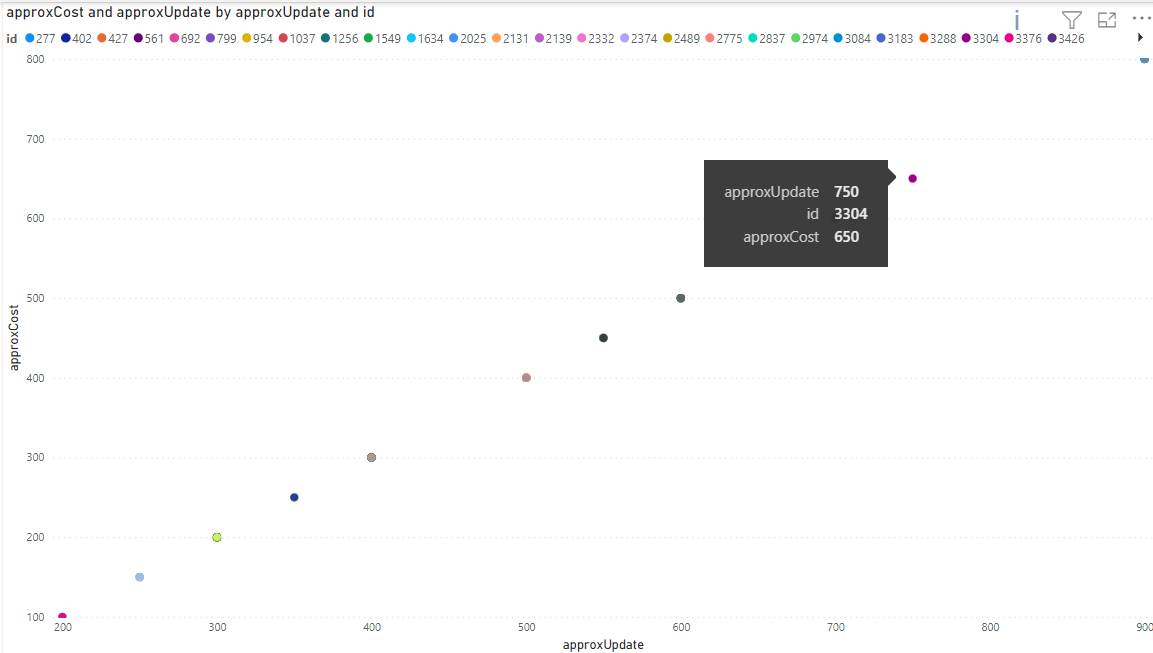 approxCost and approxUpdate by approxUpdate and id
id 277 402 427 561 692 799 954 1037 1256 1549 1634 2025 2131 2139 2332 2374 2489 2775 2837 2974 3084 3183 3288 3304 3376 3426
800
700
approxUpdate 750
id 3304
approxCost 650
600
500
approxCost
400
300
200
100
200 300 400 500 600 700 800 900
approxUpdate